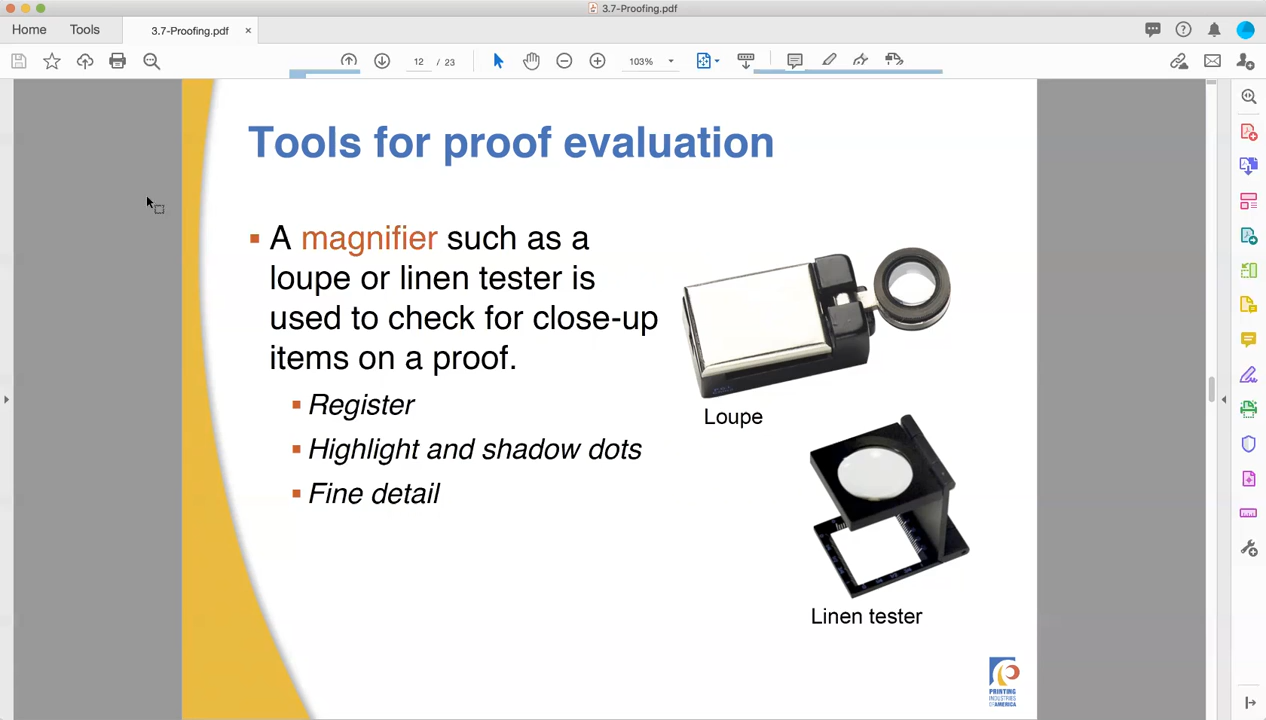 3.7-Proofing.pdf
Home
Tools
3.7-Proofing.pdf
12 / 23
103%
Tools for proof evaluation
A magnifier such as a
loupe or linen tester is
used to check for close-up
items on a proof.
Register
Highlight and shadow dots
Fine detail
Loupe
Linen tester
PRINTING
INDUSTRIES
OF AMERICA